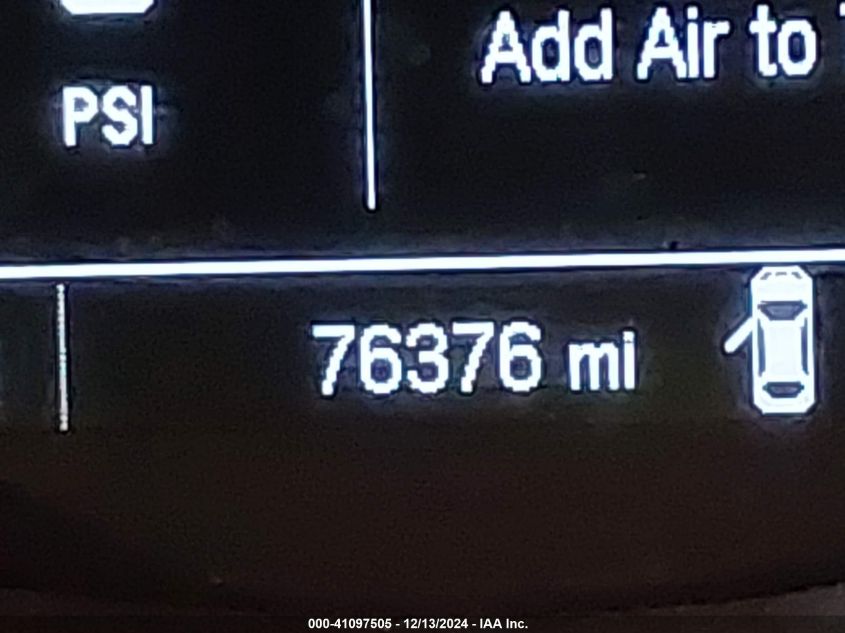 Add Air to
PSI
76376 mi
000-41097505 - 12/13/2024 - IAA Inc.